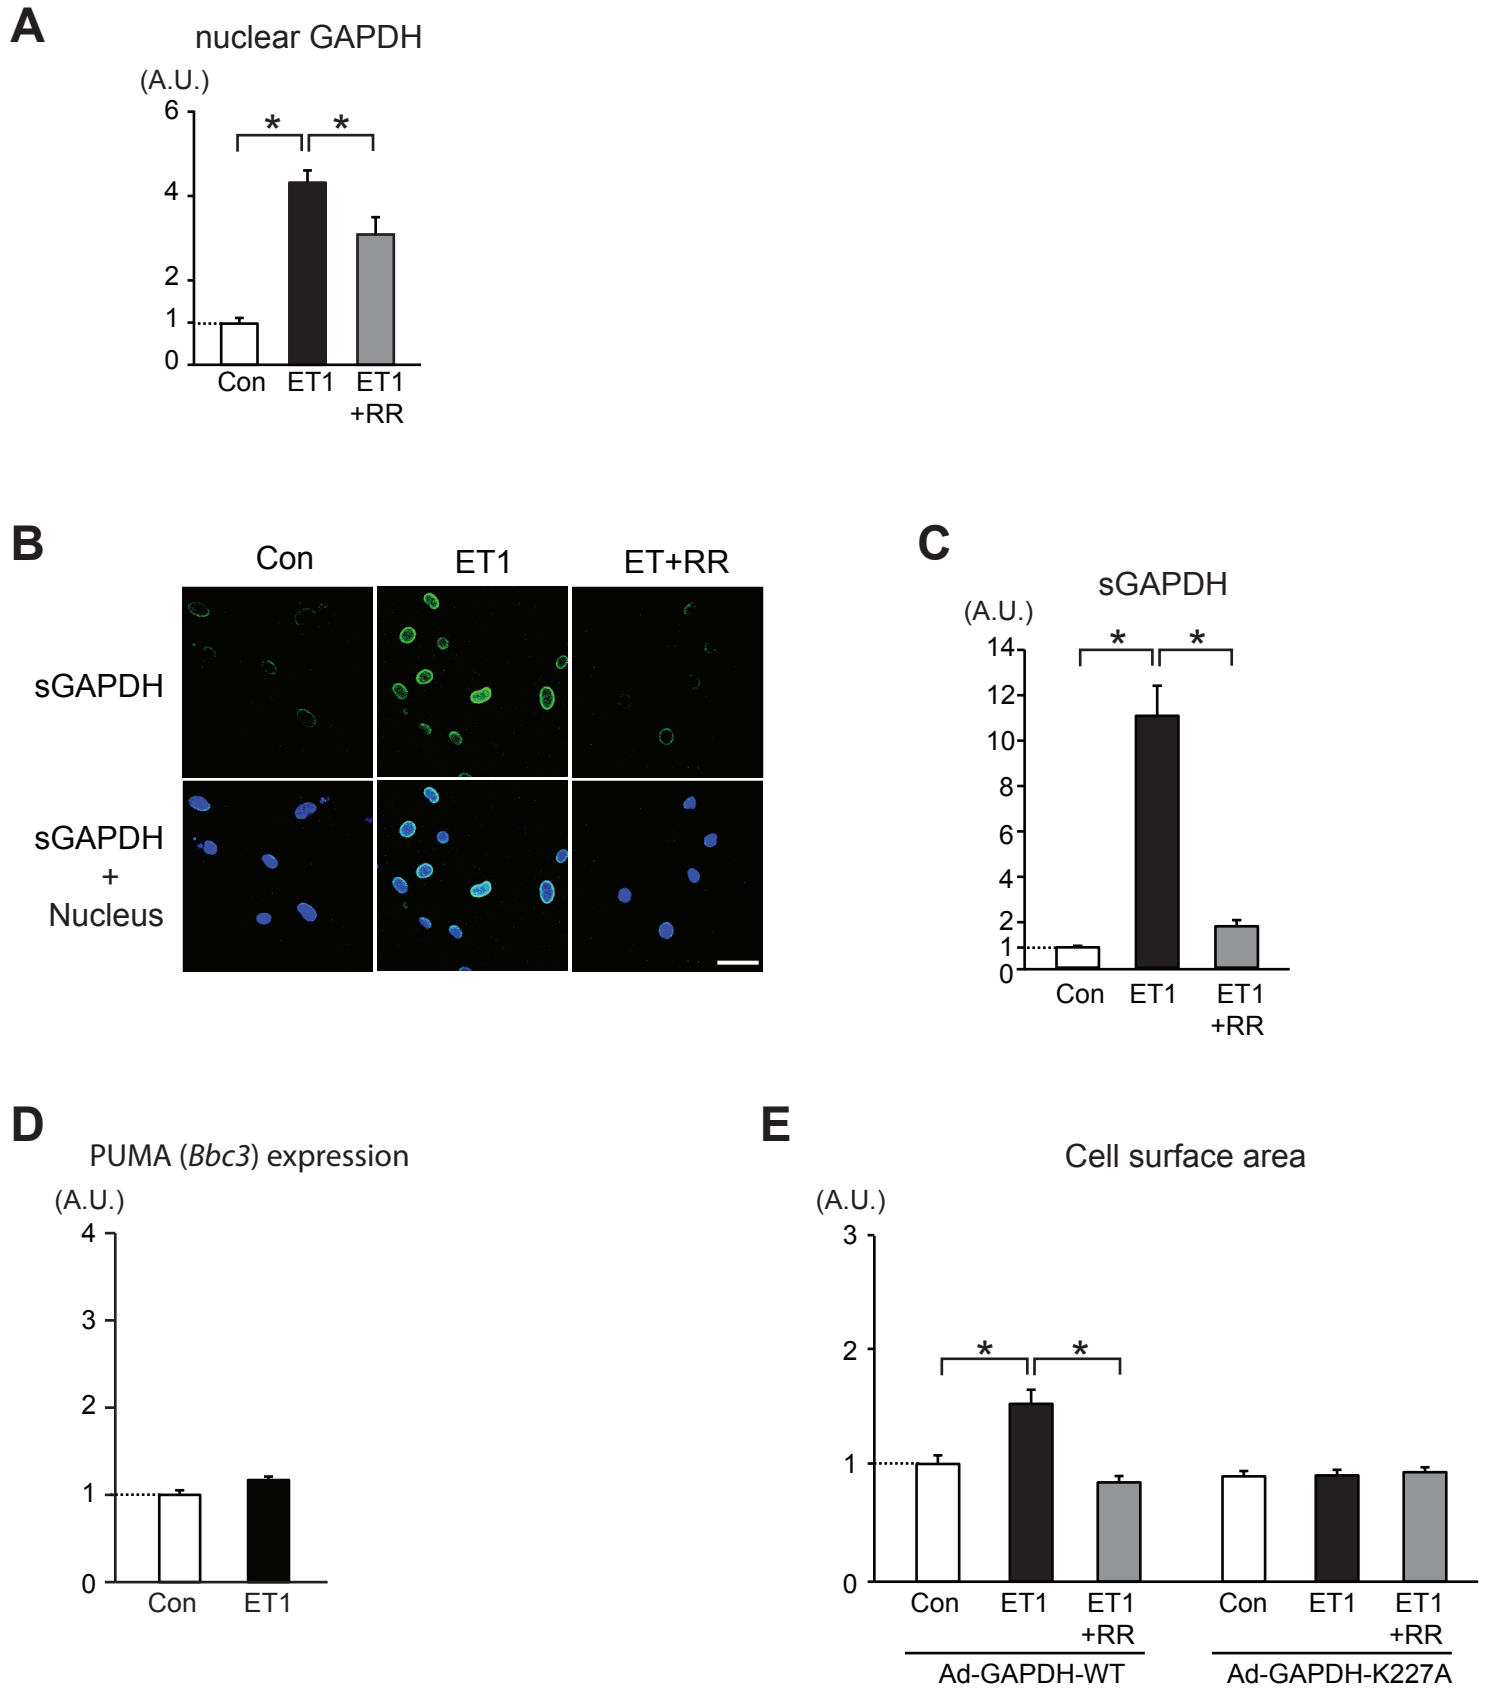 A
nuclear GAPDH
(A.U.)
6
4
2
1
0
* *
Con ET1 ET1
+RR
B
Con ET1 ET+RR
sGAPDH
sGAPDH
+
Nucleus
C
sGAPDH
(A.U.)
14
12
10
8
6
4
2
1
0
* *
Con ET1 ET1
+RR
D
PUMA (Bbc3) expression
(A.U.)
4
3
2
1
0
Con ET1
E
Cell surface area
(A.U.)
3
2
1
0
* *
Con ET1 ET1 Con ET1 ET1
+RR +RR
Ad-GAPDH-WT Ad-GAPDH-K227A